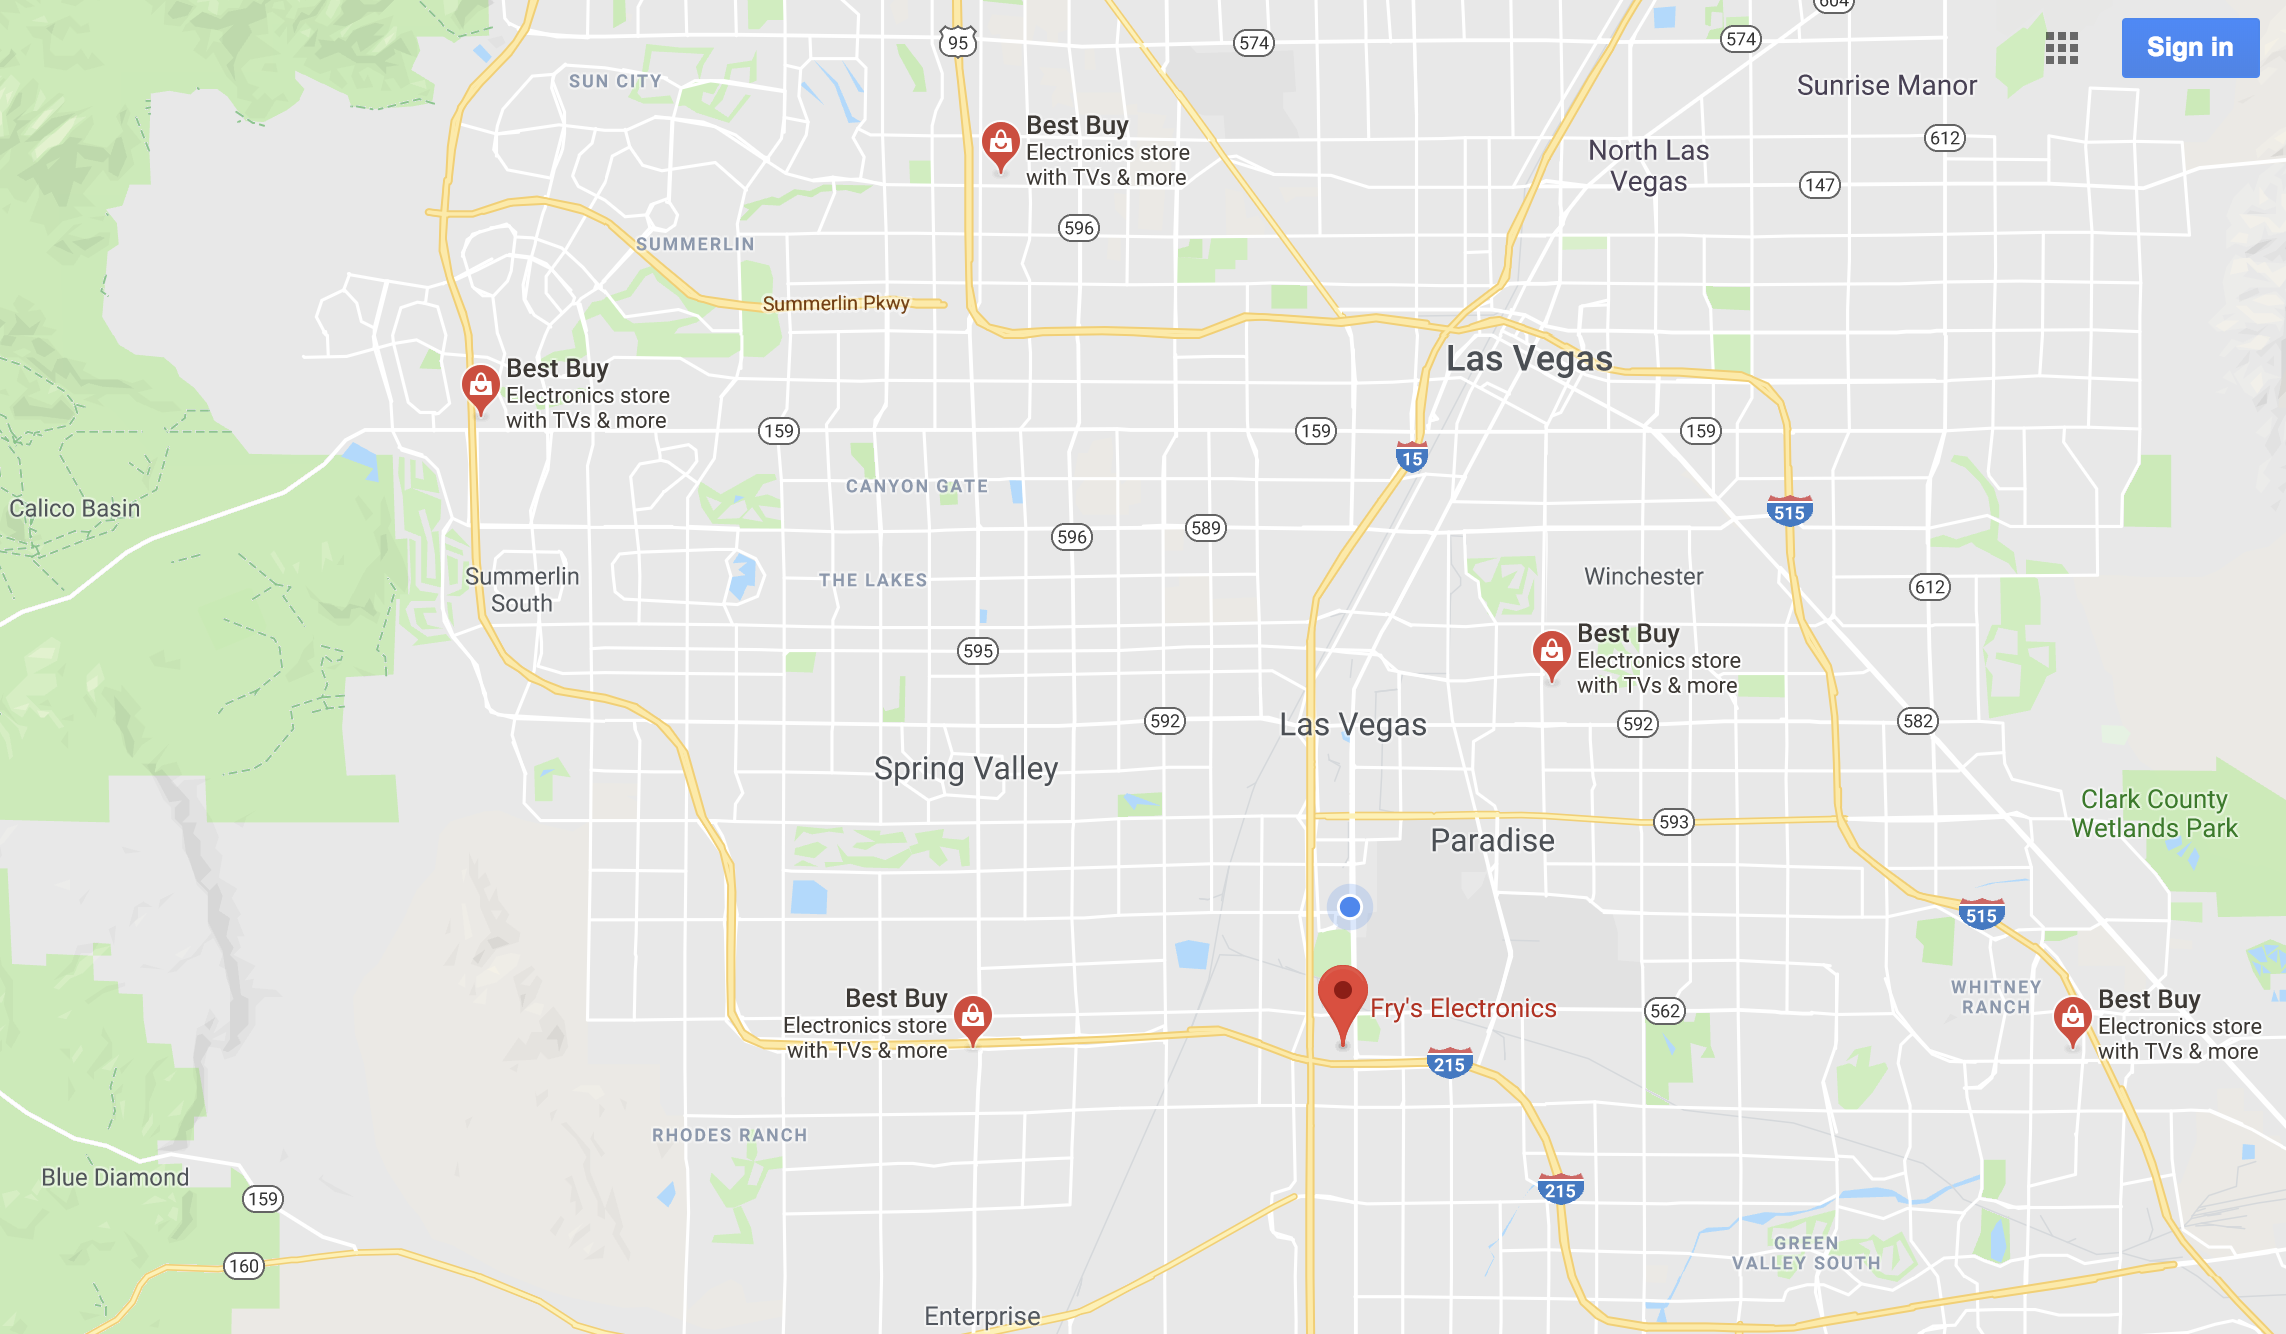 604
95
574
574
Sign in
SUN CITY
Sunrise Manor
Best Buy
Electronics store
with TVs & more
North Las
Vegas
612
147
596
SUMMERLIN
Summerlin Pkwy
Las Vegas
Best Buy
Electronics store
with TVs & more
159
159
159
15
CANYON GATE
Calico Basin
515
596
589
Summerlin
South
THE LAKES
Winchester
612
Best Buy
Electronics store
with TVs & more
595
592
Las Vegas
592
582
Spring Valley
Clark County
Wetlands Park
593
Paradise
515
Best Buy
Electronics store
with TVs & more
Fry's Electronics
562
WHITNEY
RANCH
Best Buy
Electronics store
with TVs & more
215
RHODES RANCH
Blue Diamond
159
215
160
GREEN
VALLEY SOUTH
Enterprise